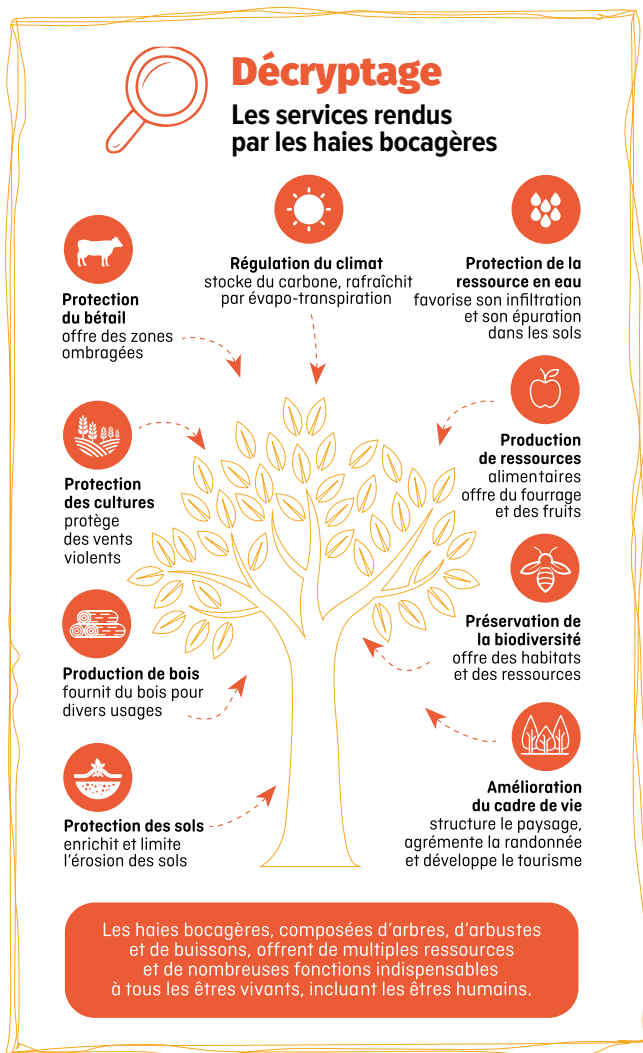 Décryptage
Les services rendus
par les haies bocagères
Régulation du climat
stocke du carbone, rafraîchit
par évapo-transpiration
Protection
du bétail
offre des zones
ombragées
Protection
des cultures
protège
des vents
violents
Production de bois
fournit du bois pour
divers usages
Protection des sols
enrichit et limite
l'érosion des sols
Protection de la
ressource en eau
favorise son infiltration
et son épuration
dans les sols
Production
de ressources
alimentaires
offre du fourrage
et des fruits
Préservation de
la biodiversité
offre des habitats
et des ressources
Amélioration
du cadre de vie
structure le paysage,
agrémente la randonnée
et développe le tourisme
Les haies bocagères, composées d'arbres, d'arbustes
et de buissons, offrent de multiples ressources
et de nombreuses fonctions indispensables
à tous les êtres vivants, incluant les êtres humains.